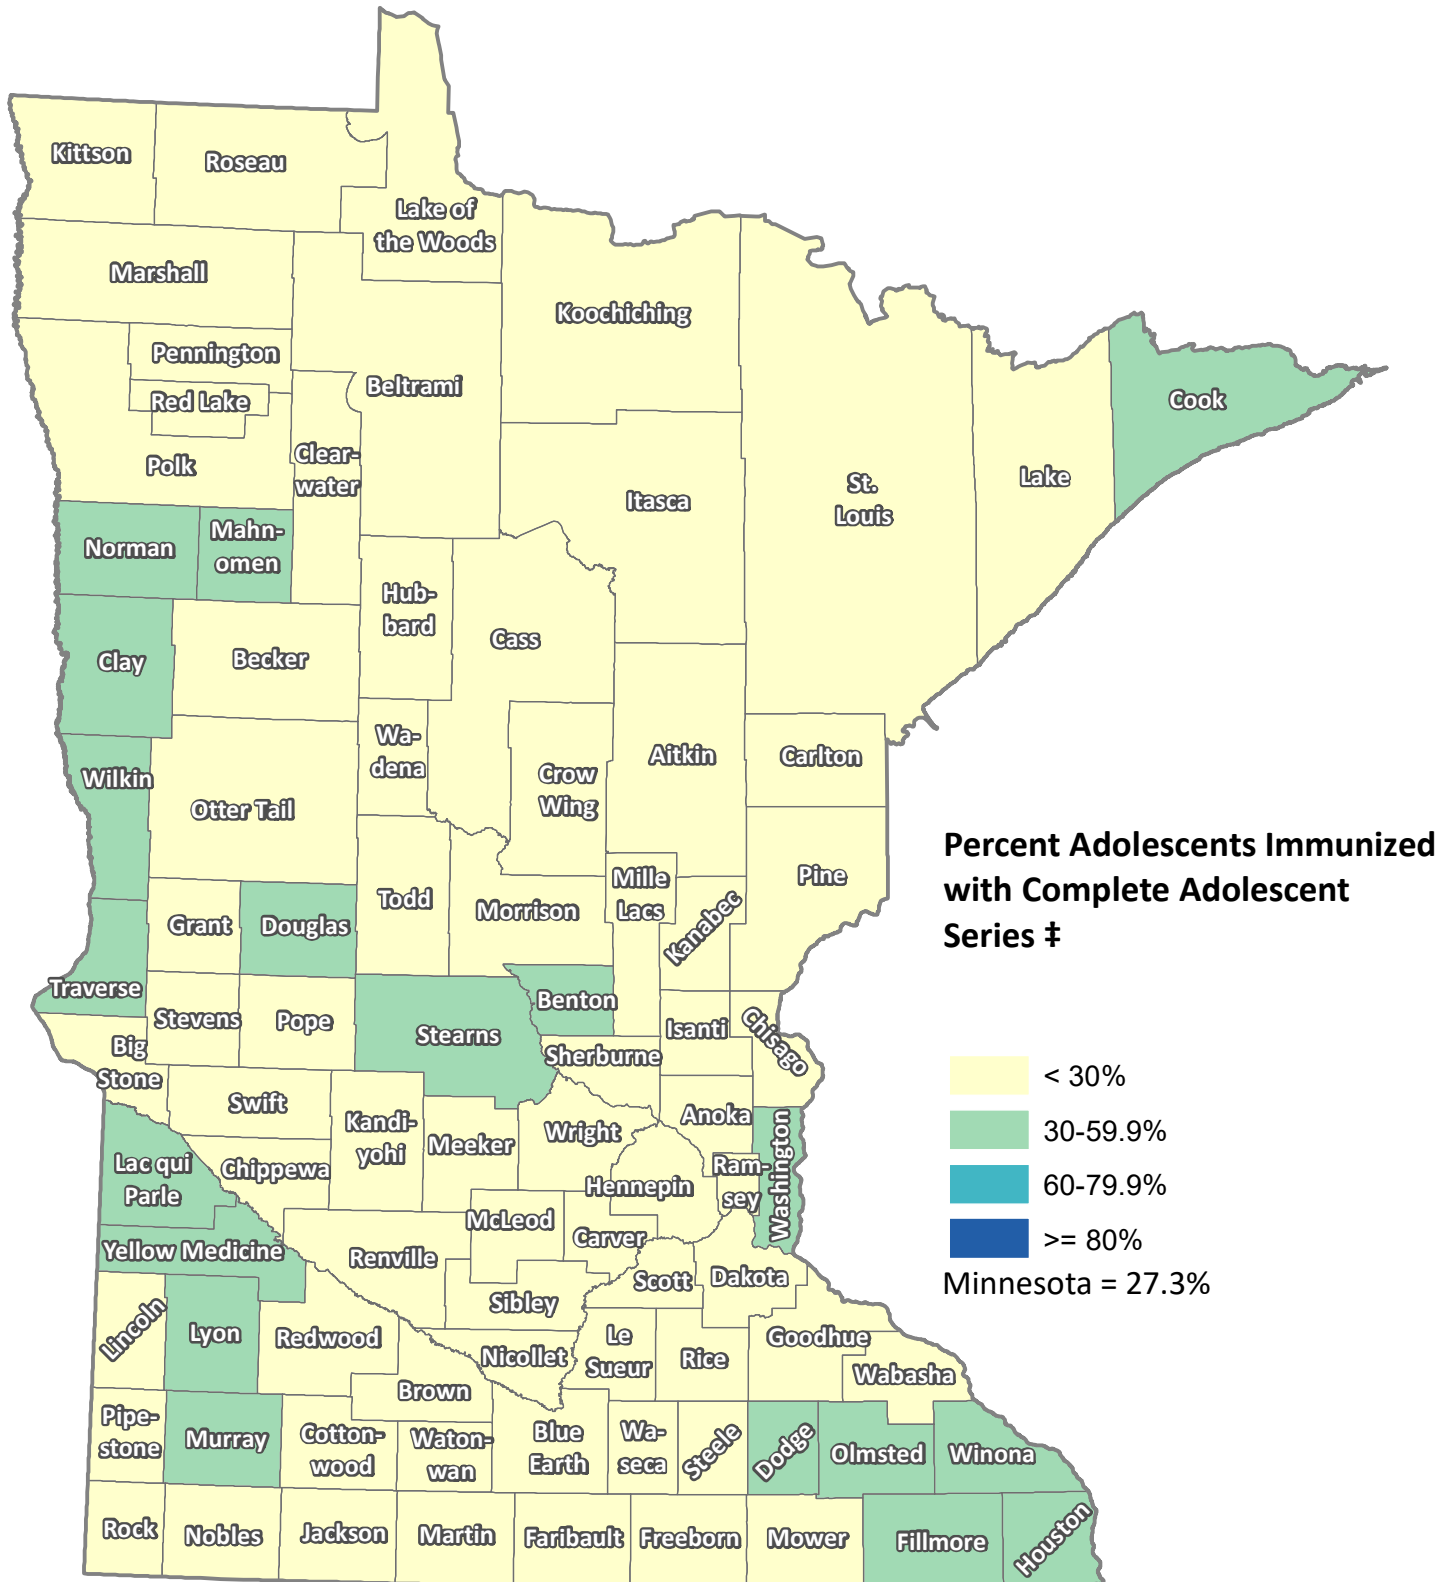 Kittson
Roseau
Lake of
the Woods
Marshall
Koochiching
Pennington
Beltrami
Red Lake
Cook
Clear-
water
Polk
Lake
St.
Louis
Itasca
Norman
Mahn-
omen
Hub-
bard
Cass
Clay
Becker
Wa-
dena
Aitkin
Carlton
Wilkin
Crow
Wing
Otter Tail
Percent Adolescents Immunized
with Complete Adolescent
Series ‡
Mille
Lacs
Pine
Todd
Morrison
Kanabec
Grant
Douglas
Traverse
Benton
Stevens
Pope
Stearns
Isanti
Chisago
Big
Stone
Sherburne
< 30%
Swift
Kandi-
yohi
Meeker
Wright
Anoka
30-59.9%
Washington
Lac qui
Parle
Chippewa
Ram-
sey
Hennepin
60-79.9%
McLeod
Carver
>= 80%
Yellow Medicine
Renville
Scott
Dakota
Minnesota = 27.3%
Sibley
Lincoln
Lyon
Redwood
Nicollet
Le
Sueur
Rice
Goodhue
Wabasha
Brown
Pipe-
stone
Murray
Cotton-
wood
Waton-
wan
Blue
Earth
Wa-
seca
Steele
Dodge
Olmsted
Winona
Rock
Nobles
Jackson
Martin
Faribault
Freeborn
Mower
Fillmore
Houston